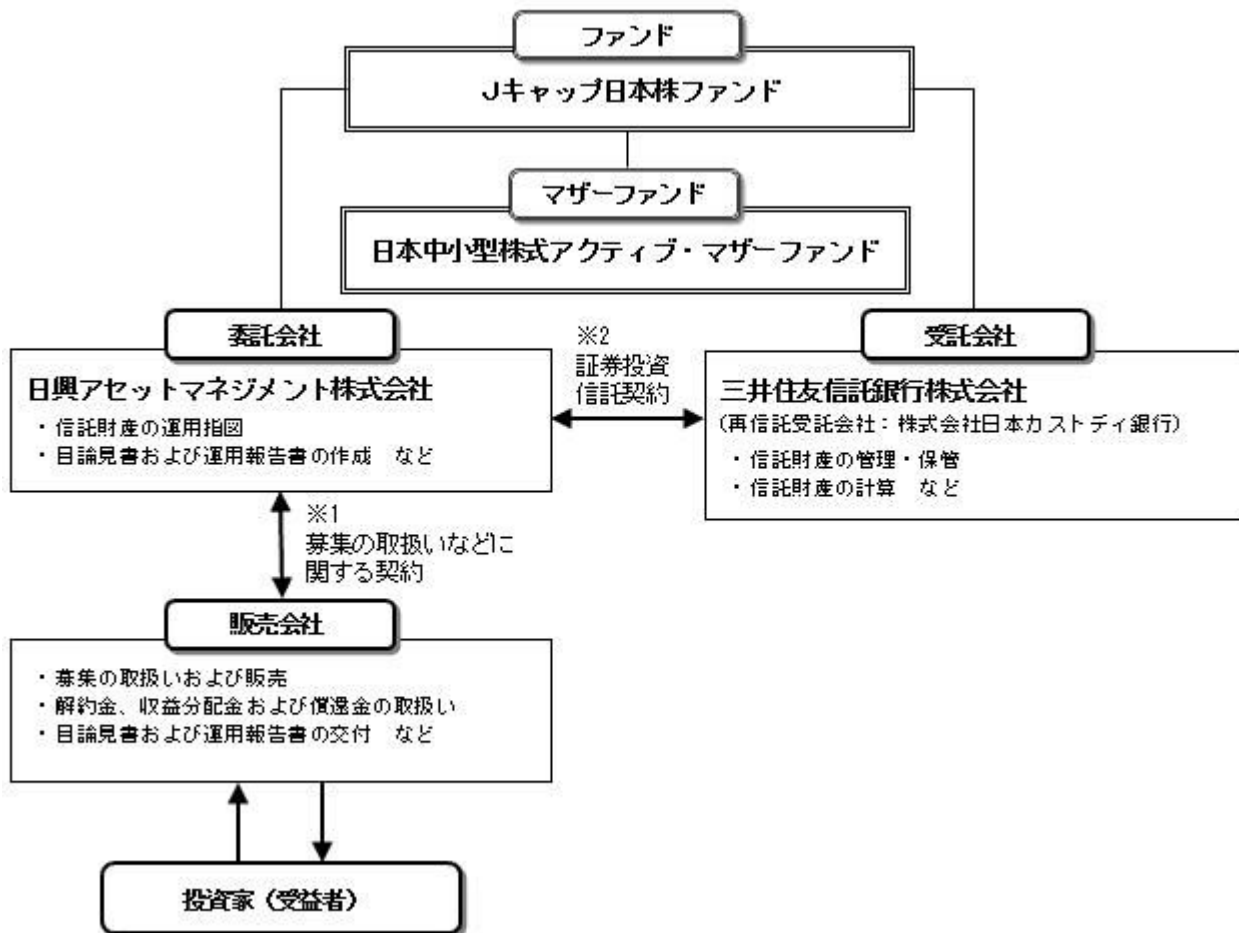 ファンド
Jキャップ日本株ファンド
マザーファンド
日本中小型株式アクティブ・マザーファンド
委託会社
日興アセットマネジメント株式会社
・信託財産の運用指図
・目論見書および運用報告書の作成 など
※2
証券投資
信託契約
受託会社
三井住友信託銀行株式会社
(再信託受託会社:株式会社日本カストディ銀行)
・信託財産の管理・保管
・信託財産の計算 など
※1
募集の取扱いなどに
関する契約
販売会社
・募集の取扱いおよび販売
・解約金、収益分配金および償還金の取扱い
・目論見書および運用報告書の交付 など
投資家(受益者)